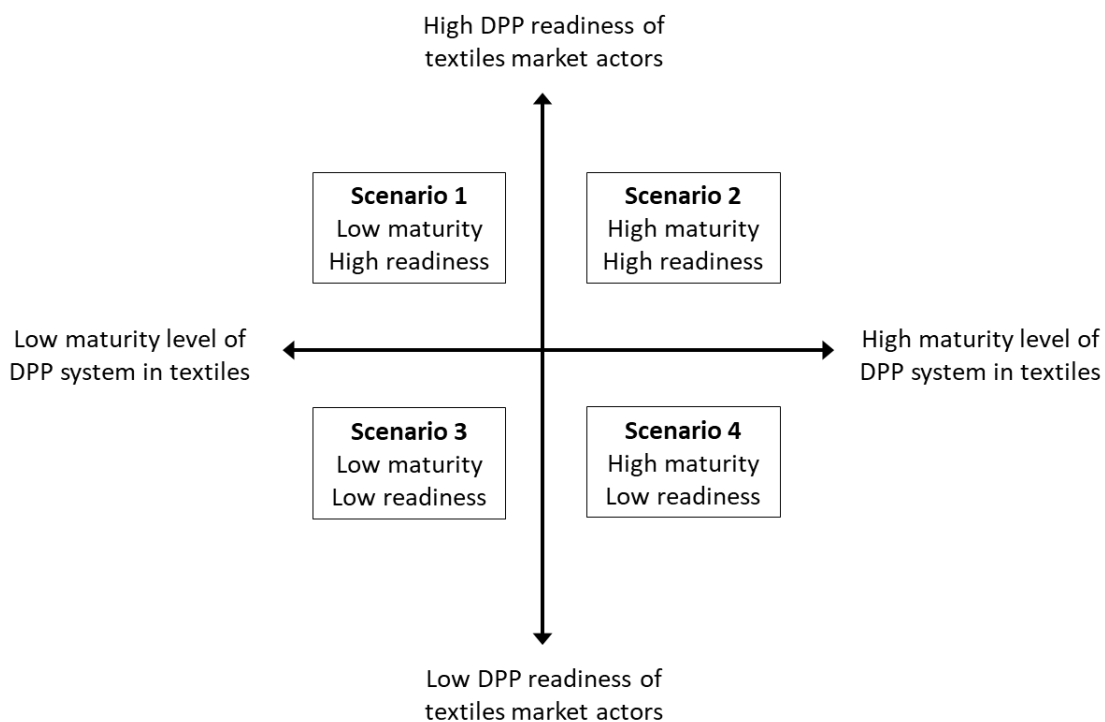 High DPP readiness of
textiles market actors
Scenario 1
Low maturity
High readiness
Scenario 2
High maturity
High readiness
Low maturity level of
DPP system in textiles
High maturity level of
DPP system in textiles
Scenario 3
Low maturity
Low readiness
Scenario 4
High maturity
Low readiness
Low DPP readiness of
textiles market actors